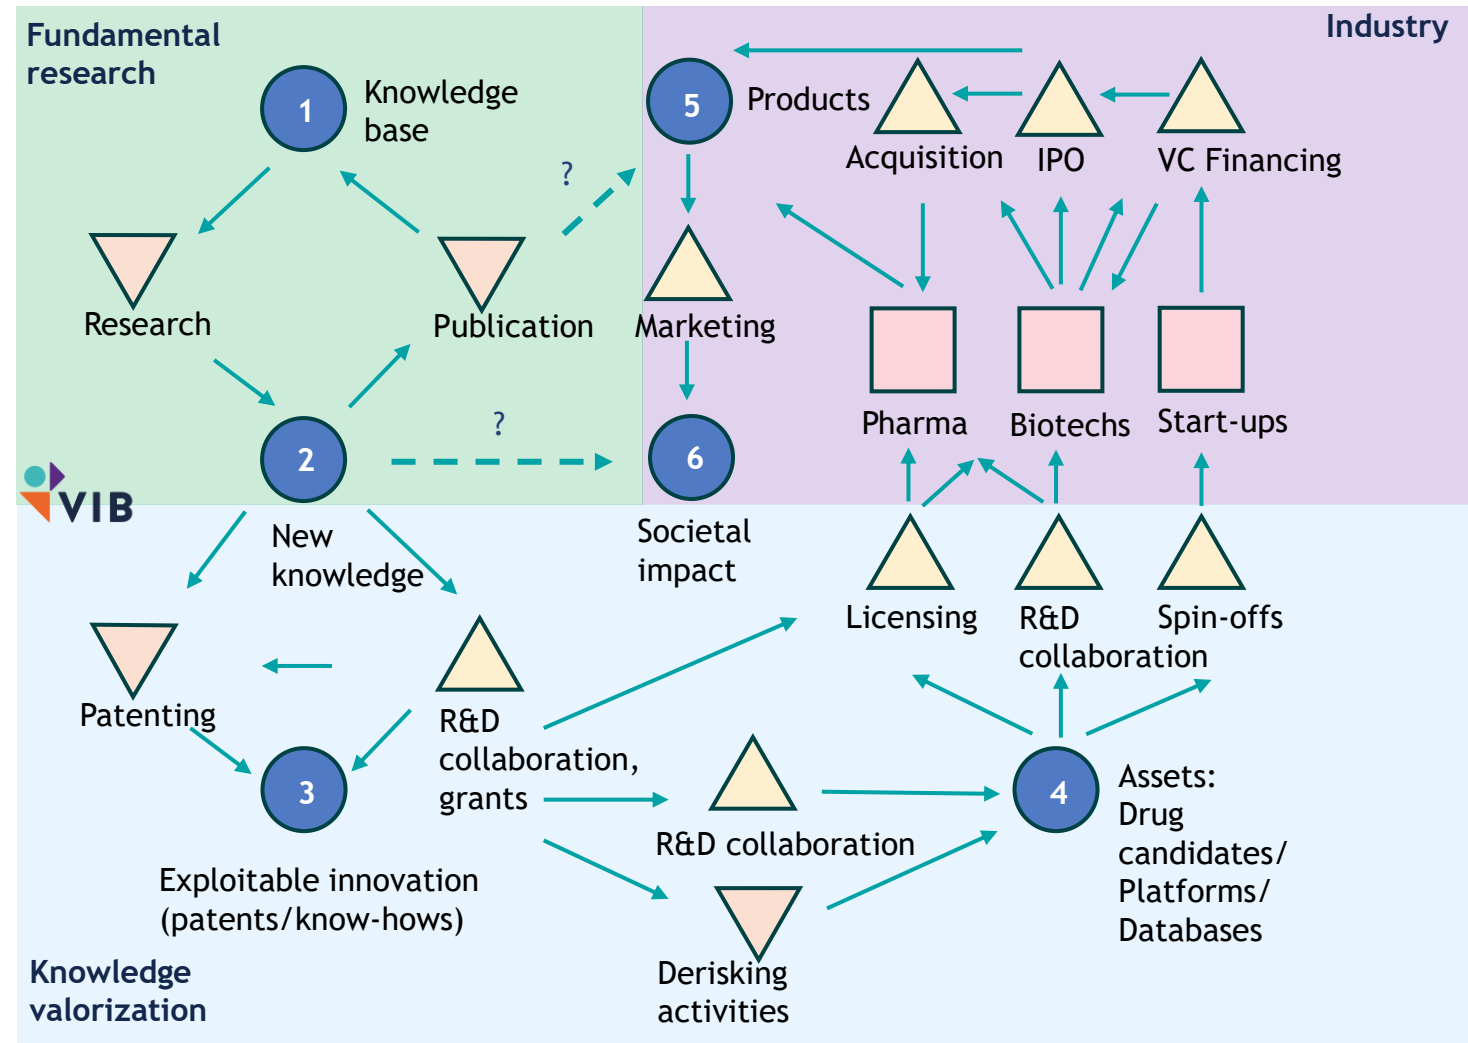 Fundamental
research
Industry
1
Knowledge
base
5
Products
Acquisition
IPO
VC Financing
?
Research
Publication
Marketing
Pharma
Biotechs
Start-ups
2
?
6
VIB
New
knowledge
Societal
impact
Licensing
R&D
collaboration
Spin-offs
Patenting
R&D
collaboration,
grants
3
Exploitable innovation
(patents/know-hows)
R&D collaboration
4
Assets:
Drug
candidates/
Platforms/
Databases
Derisking
activities
Knowledge
valorization